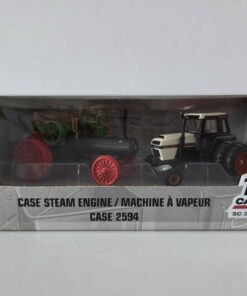 CASE STEAM ENGINE / MACHINE À VAPEUR
CASE 2594